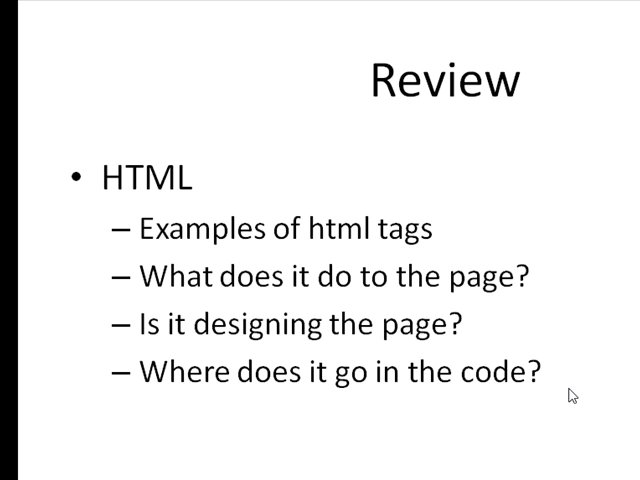 Review
• HTML
– Examples of html tags
– What does it do to the page?
– Is it designing the page?
– Where does it go in the code?